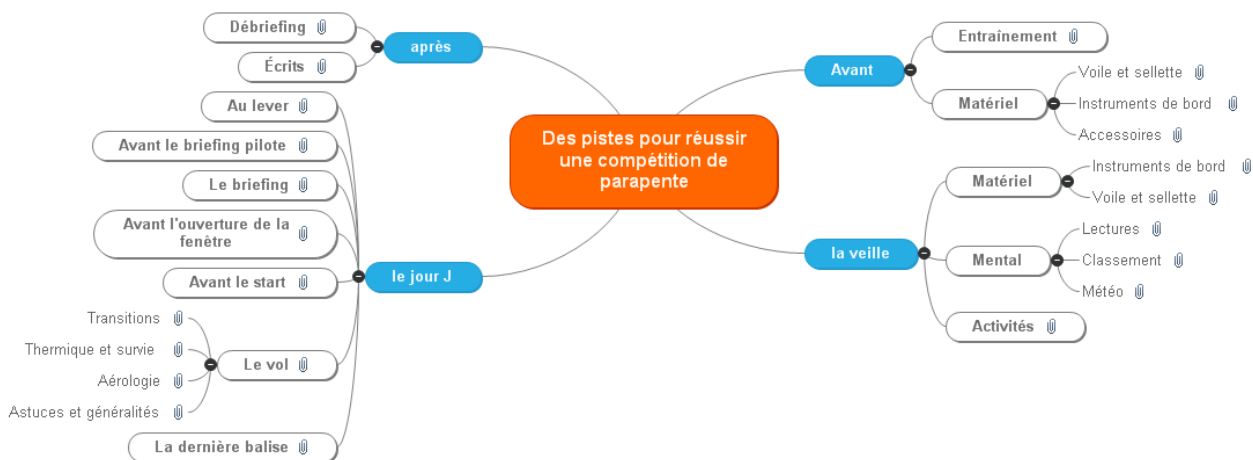 Des pistes pour réussir
une compétition de
parapente
Avant
Entraînement
Matériel
Voile et sellette
Instruments de bord
Accessoires
la veille
Matériel
Instruments de bord
Voile et sellette
Mental
Lectures
Classement
Météo
Activités
le jour J
Au lever
Avant le briefing pilote
Le briefing
Avant l'ouverture de la
fenêtre
Avant le start
Le vol
Transitions
Thermique et survie
Aérologie
Astuces et généralités
La dernière balise
après
Débriefing
Écrits